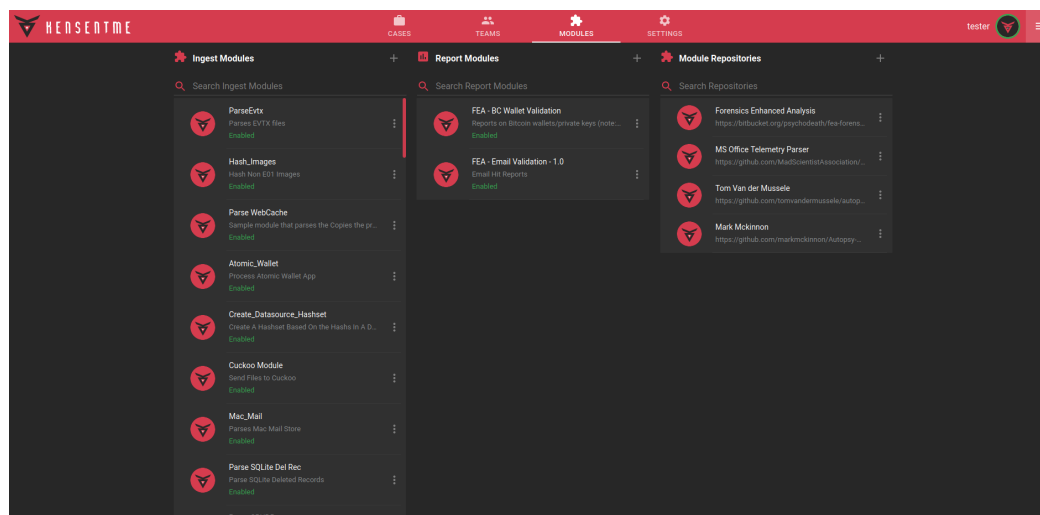 HENSENTME
CASES
TEAMS
MODULES
SETTINGS
tester
Ingest Modules
Search Ingest Modules
ParseEvtx
Parses EVTX files
Enabled
Hash_Images
Hash Non E01 Images
Enabled
Parse WebCache
Sample module that parses the Copies the pr...
Enabled
Atomic_Wallet
Process Atomic Wallet App
Enabled
Create_Datasource_Hashset
Create A Hashset Based On the Hashs In A D...
Enabled
Cuckoo Module
Send Files to Cuckoo
Enabled
Mac_Mail
Parses Mac Mail Store
Enabled
Parse SQLite Del Rec
Parse SQLite Deleted Records
Enabled
Report Modules
Search Report Modules
FEA - BC Wallet Validation
Reports on Bitcoin wallets/private keys (note:...
Enabled
FEA - Email Validation - 1.0
Email Hit Reports
Enabled
Module Repositories
Search Repositories
Forensics Enhanced Analysis
https://bitbucket.org/psychodeath/fea-forens...
MS Office Telemetry Parser
https://github.com/MadScientistAssociation/...
Tom Van der Mussele
https://github.com/tomvandermussele/autop...
Mark Mckinnon
https://github.com/markmckinnon/Autopsy-...